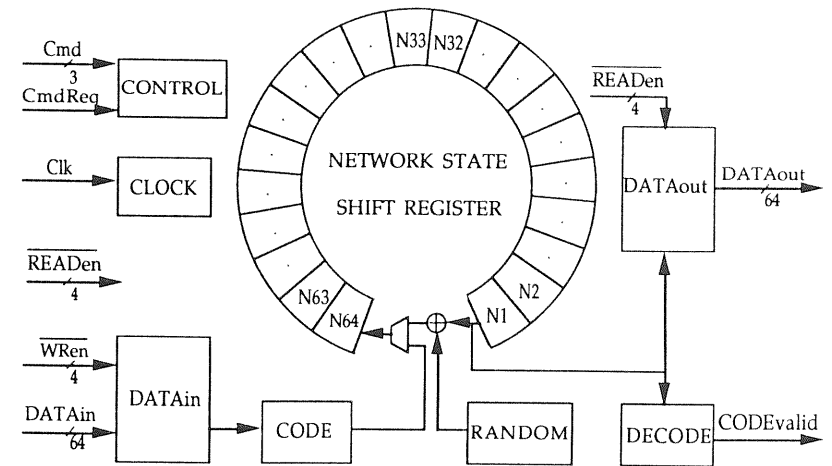 Cmd
3
CmdReq
CONTROL
Clk
CLOCK
READen
4
WRen
4
DATAin
64
DATAin
CODE
RANDOM
NETWORK STATE
SHIFT REGISTER
N33
N32
N63
N64
N1
N2
READen
4
DATAout
DATAout
64
DECODE
CODEvalid